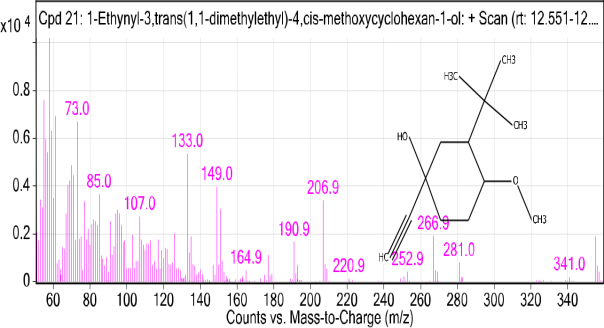 Cpd 21: 1-Ethynyl-3,trans(1,1-dimethylethyl)-4,cis-methoxycyclohexan-1-ol: + Scan (rt: 12.551-12....
x10 4
1
0.8
0.6
0.4
0.2
0
73.0
85.0
107.0
133.0
149.0
164.9
190.9
206.9
220.9
252.9
266.9
281.0
341.0
CH3
H3C
CH3
HO
O
CH3
HC
60 80 100 120 140 160 180 200 220 240 260 280 300 320 340
Counts vs. Mass-to-Charge (m/z)